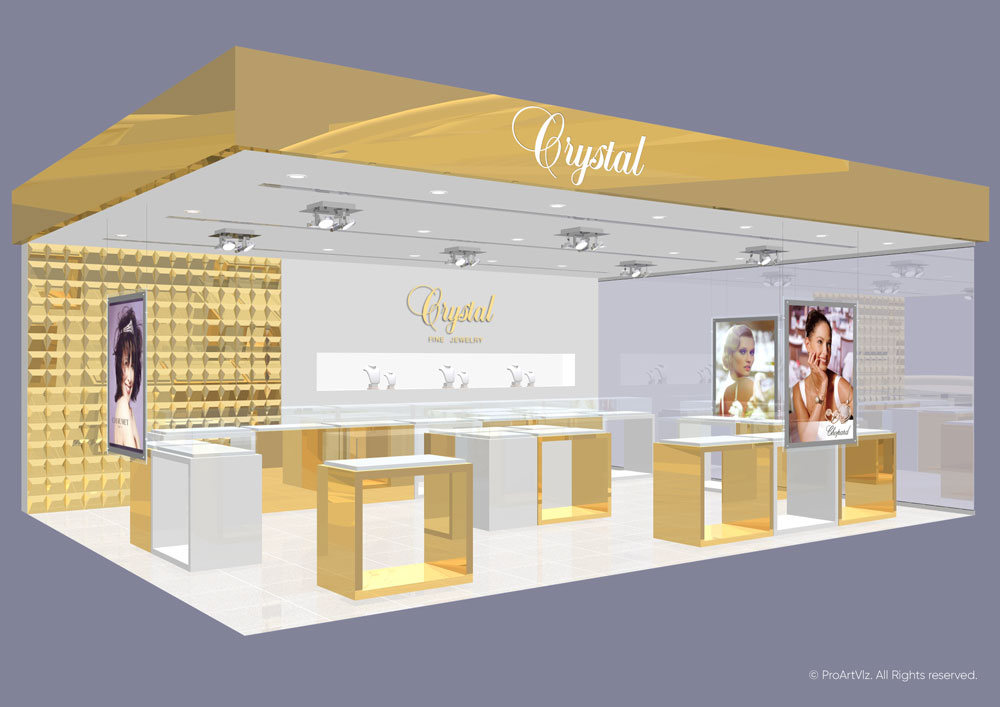 Crystal
Crystal
FINE JEWELRY
Chopard
© ProArtVIz. All Rights reserved.